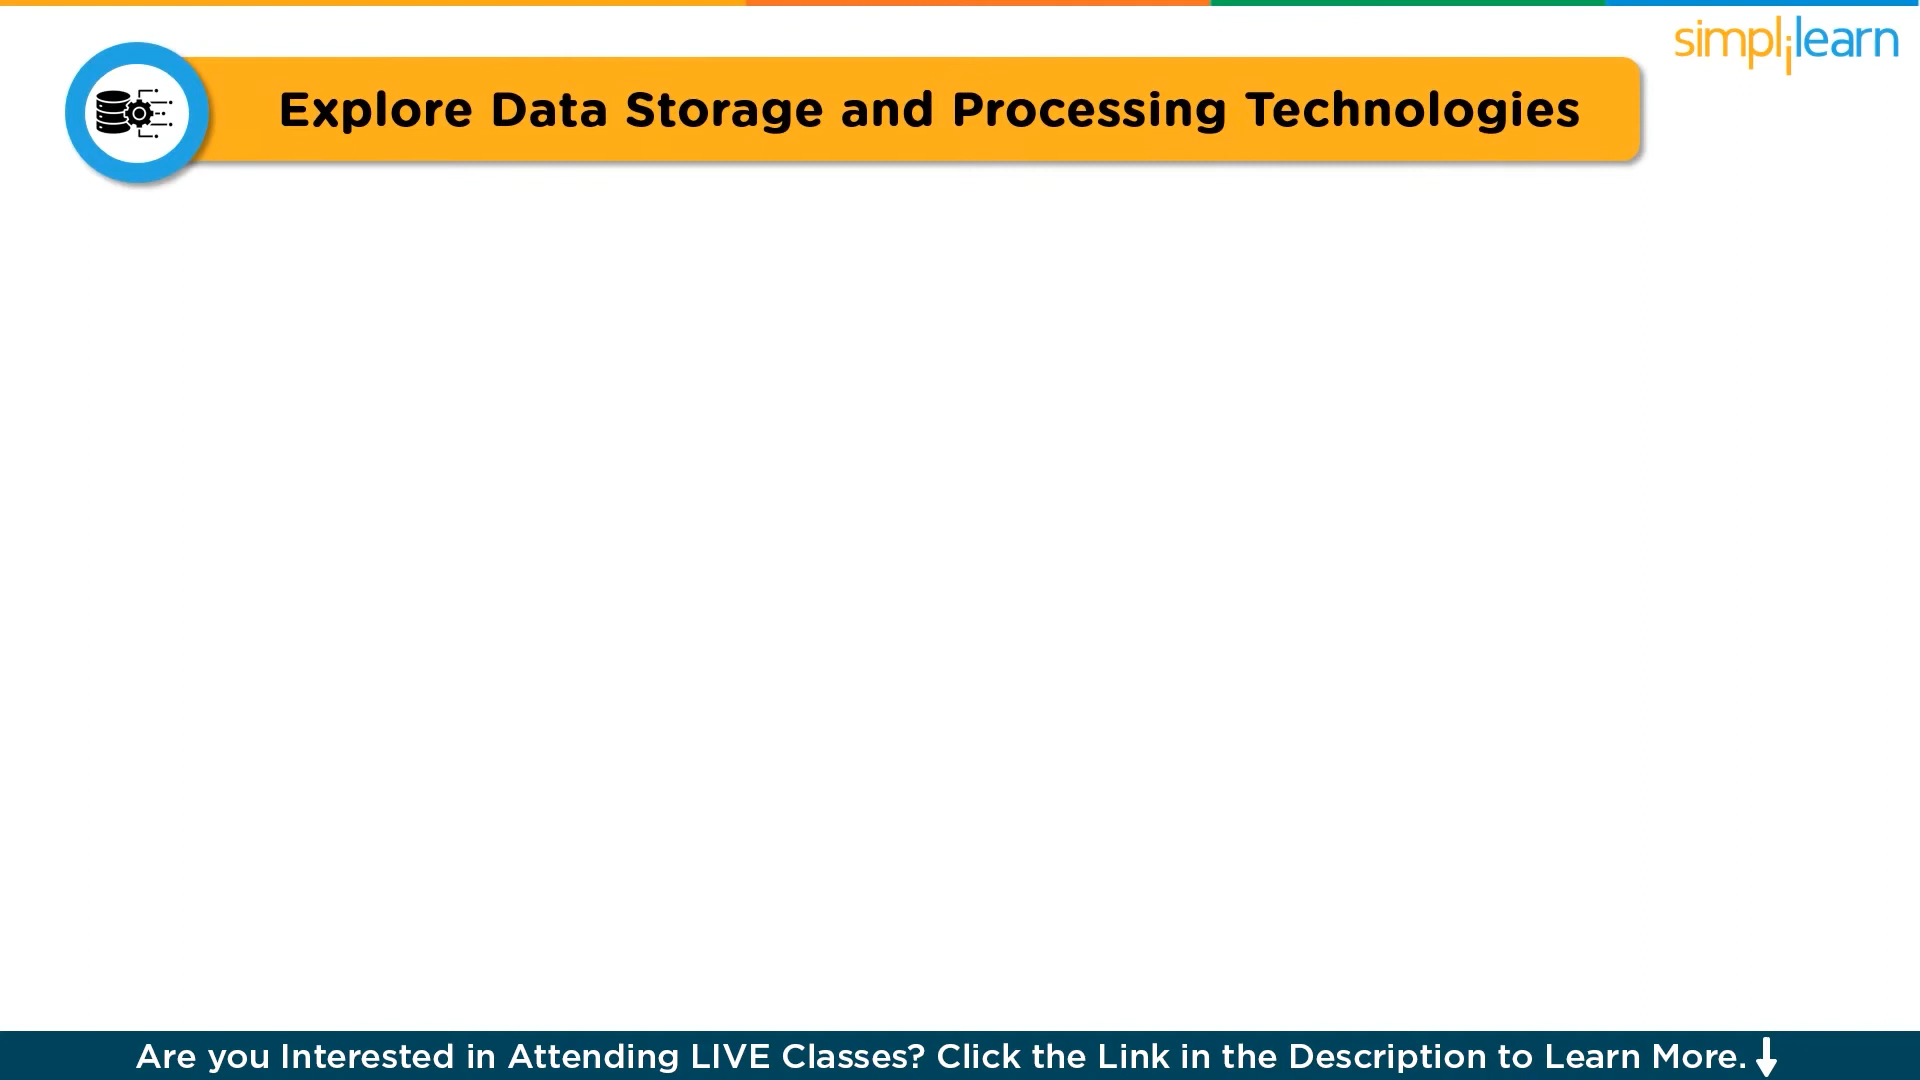 simplilearn
Explore Data Storage and Processing Technologies
Are you Interested in Attending LIVE Classes? Click the Link in the Description to Learn More.